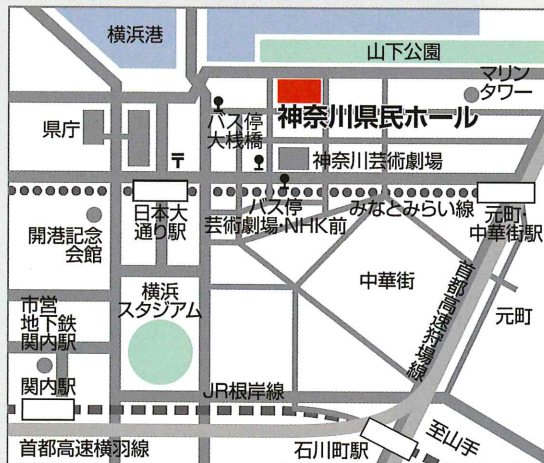 横浜港
山下公園
マリン
タワー
神奈川県民ホール
バス停
大桟橋
県庁
〒
神奈川芸術劇場
日本大
通り駅
バス停
芸術劇場・NHK前
みなとみらい線
元町・
中華街駅
開港記念
会館
横浜
スタジアム
中華街
首都高速狩場線
元町
市営
地下鉄
関内駅
関内駅
JR根岸線
首都高速横羽線
石川町駅
至山手